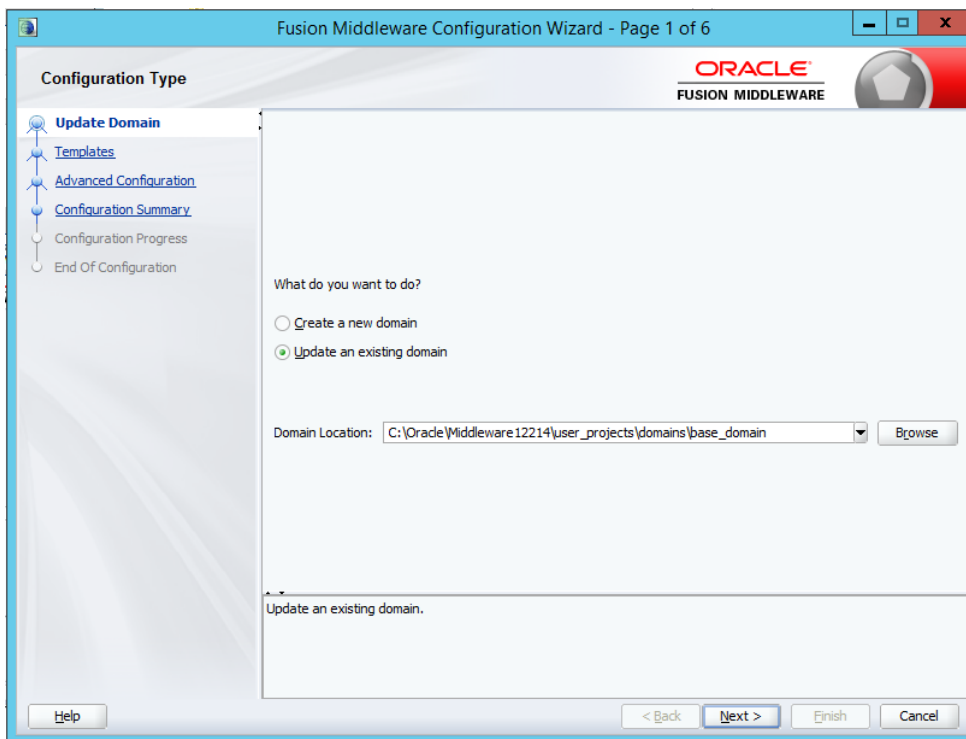 Fusion Middleware Configuration Wizard - Page 1 of 6
Configuration Type
ORACLE
FUSION MIDDLEWARE
Update Domain
Templates
Advanced Configuration
Configuration Summary
Configuration Progress
End Of Configuration
What do you want to do?
Create a new domain
Update an existing domain
Domain Location: C:\Oracle\Middleware12214\user_projects\domains\base_domain Browse
Update an existing domain.
Help < Back Next > Finish Cancel